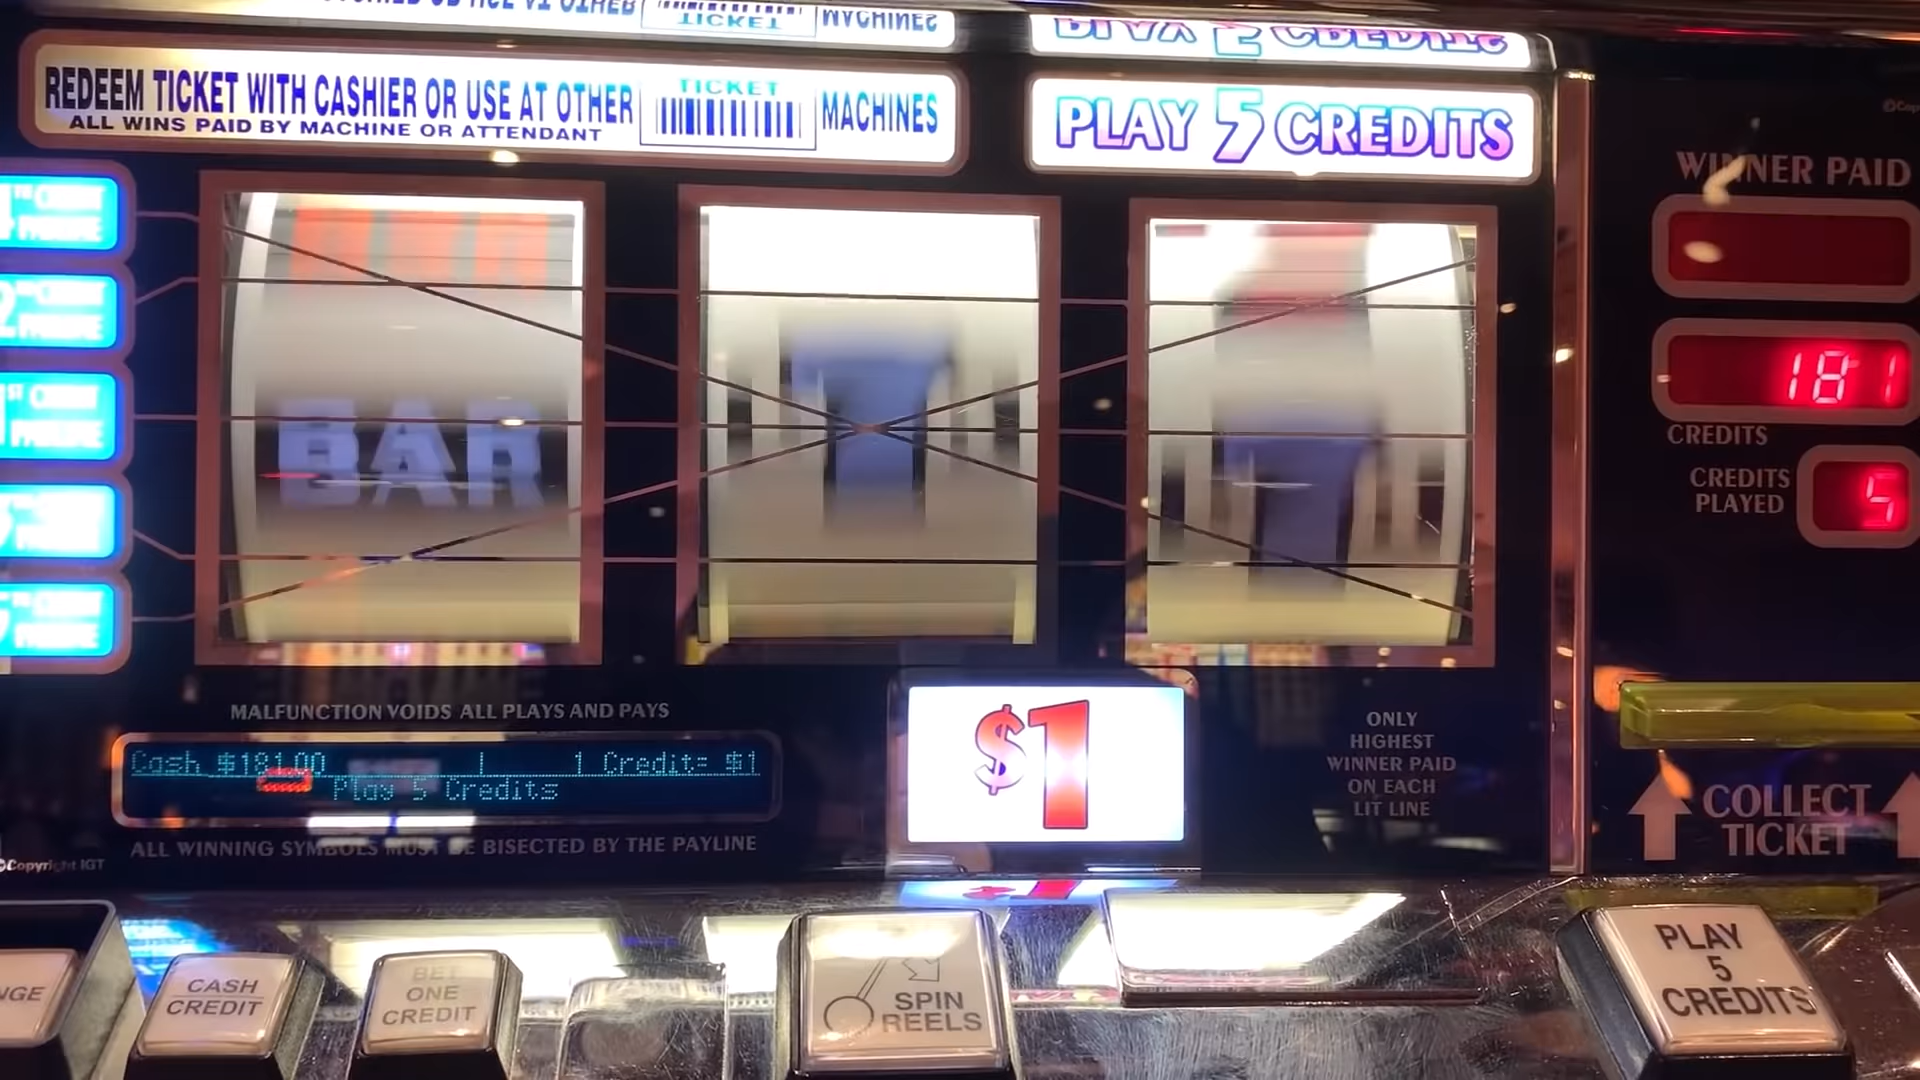 REDEEM TICKET WITH CASHIER OR USE AT OTHER
TICKET
MACHINES
ALL WINS PAID BY MACHINE OR ATTENDANT
PLAY 5 CREDITS
WINNER PAID
BAR
181
CREDITS
CREDITS
PLAYED
5
MALFUNCTION VOIDS ALL PLAYS AND PAYS
Cash $181.00
1 Credit= $1
Play 5 Credits
ALL WINNING SYMBOLS MUST BE BISECTED BY THE PAYLINE
©Copyright IGT
$1
ONLY
HIGHEST
WINNER PAID
ON EACH
LIT LINE
COLLECT
TICKET
CASH
CREDIT
BET
ONE
CREDIT
SPIN
REELS
PLAY
5
CREDITS